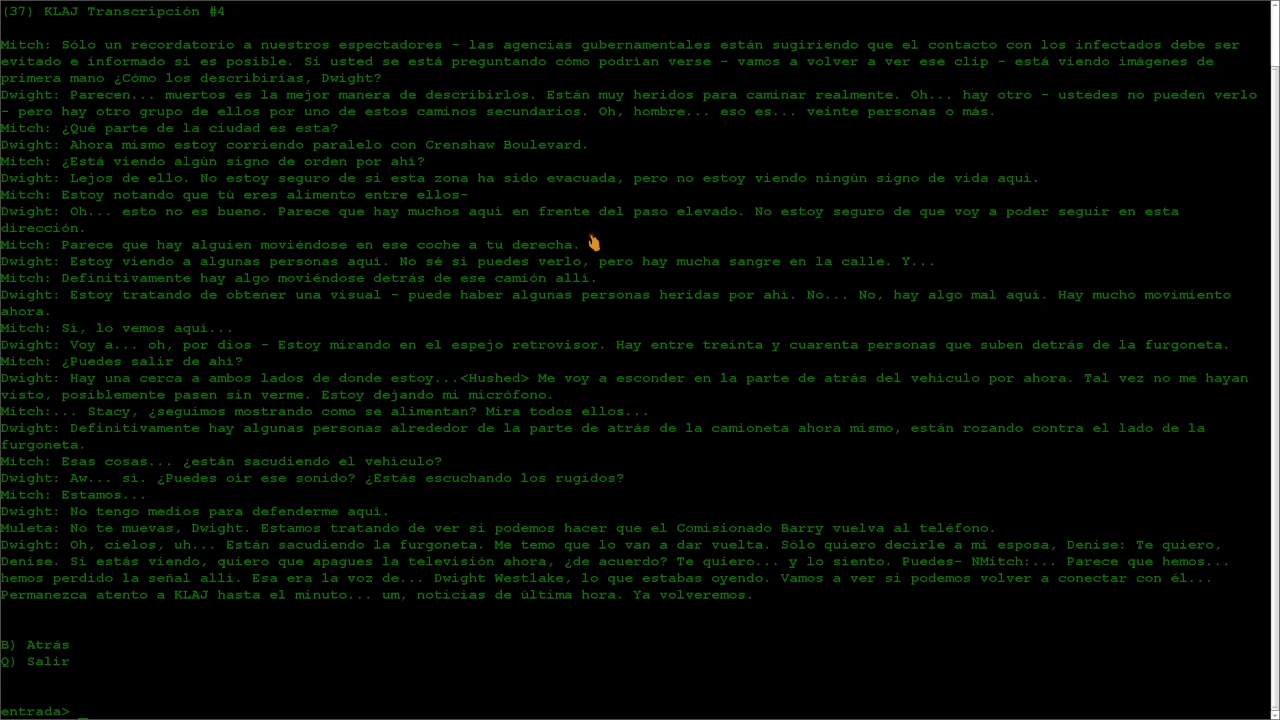 (37) KLAJ Transcripción #4
Mitch: Sólo un recordatorio a nuestros espectadores - las agencias gubernamentales están sugiriendo que el contacto con los infectados debe ser
evitado e informado si es posible. Si usted se está preguntando cómo podrían verse - vamos a volver a ver ese clip - está viendo imágenes de
primera mano ¿Cómo los describirías, Dwight?
Dwight: Parecen... muertos es la mejor manera de describirlos. Están muy heridos para caminar realmente. Oh... hay otro - ustedes no pueden verlo
- pero hay otro grupo de ellos por uno de estos caminos secundarios. Oh, hombre... eso es... veinte personas o más.
Mitch: ¿Qué parte de la ciudad es esta?
Dwight: Ahora mismo estoy corriendo paralelo con Crenshaw Boulevard.
Mitch: ¿Está viendo algún signo de orden por ahí?
Dwight: Lejos de ello. No estoy seguro de si esta zona ha sido evacuada, pero no estoy viendo ningún signo de vida aquí.
Mitch: Estoy notando que tú eres alimento entre ellos-
Dwight: Oh... esto no es bueno. Parece que hay muchos aquí en frente del paso elevado. No estoy seguro de que voy a poder seguir en esta
dirección.
Mitch: Parece que hay alguien moviéndose en ese coche a tu derecha.
Dwight: Estoy viendo a algunas personas aquí. No sé si puedes verlo, pero hay mucha sangre en la calle. Y...
Mitch: Definitivamente hay algo moviéndose detrás de ese camión allí.
Dwight: Estoy tratando de obtener una visual - puede haber algunas personas heridas por ahí. No... No, hay algo mal aquí. Hay mucho movimiento
ahora.
Mitch: Sí, lo vemos aquí...
Dwight: Voy a... oh, por dios - Estoy mirando en el espejo retrovisor. Hay entre treinta y cuarenta personas que suben detrás de la furgoneta.
Mitch: ¿Puedes salir de ahí?
Dwight: Hay una cerca a ambos lados de donde estoy...<Hushed> Me voy a esconder en la parte de atrás del vehículo por ahora. Tal vez no me hayan
visto, posiblemente pasen sin verme. Estoy dejando mi micrófono.
Mitch:... Stacy, ¿seguimos mostrando como se alimentan? Mira todos ellos...
Dwight: Definitivamente hay algunas personas alrededor de la parte de atrás de la camioneta ahora mismo, están rozando contra el lado de la
furgoneta.
Mitch: Esas cosas... ¿están sacudiendo el vehículo?
Dwight: Aw... sí. ¿Puedes oír ese sonido? ¿Estás escuchando los rugidos?
Mitch: Estamos...
Dwight: No tengo medios para defenderme aquí.
Muleta: No te muevas, Dwight. Estamos tratando de ver si podemos hacer que el Comisionado Barry vuelva al teléfono.
Dwight: Oh, cielos, uh... Están sacudiendo la furgoneta. Me temo que lo van a dar vuelta. Sólo quiero decirle a mi esposa, Denise: Te quiero,
Denise. Si estás viendo, quiero que apagues la televisión ahora, ¿de acuerdo? Te quiero... y lo siento. Puedes- NMitch:... Parece que hemos...
hemos perdido la señal allí. Esa era la voz de... Dwight Westlake, lo que estabas oyendo. Vamos a ver si podemos volver a conectar con él...
Permanezca atento a KLAJ hasta el minuto... um, noticias de última hora. Ya volveremos.
B) Atrás
Q) Salir
entrada> _